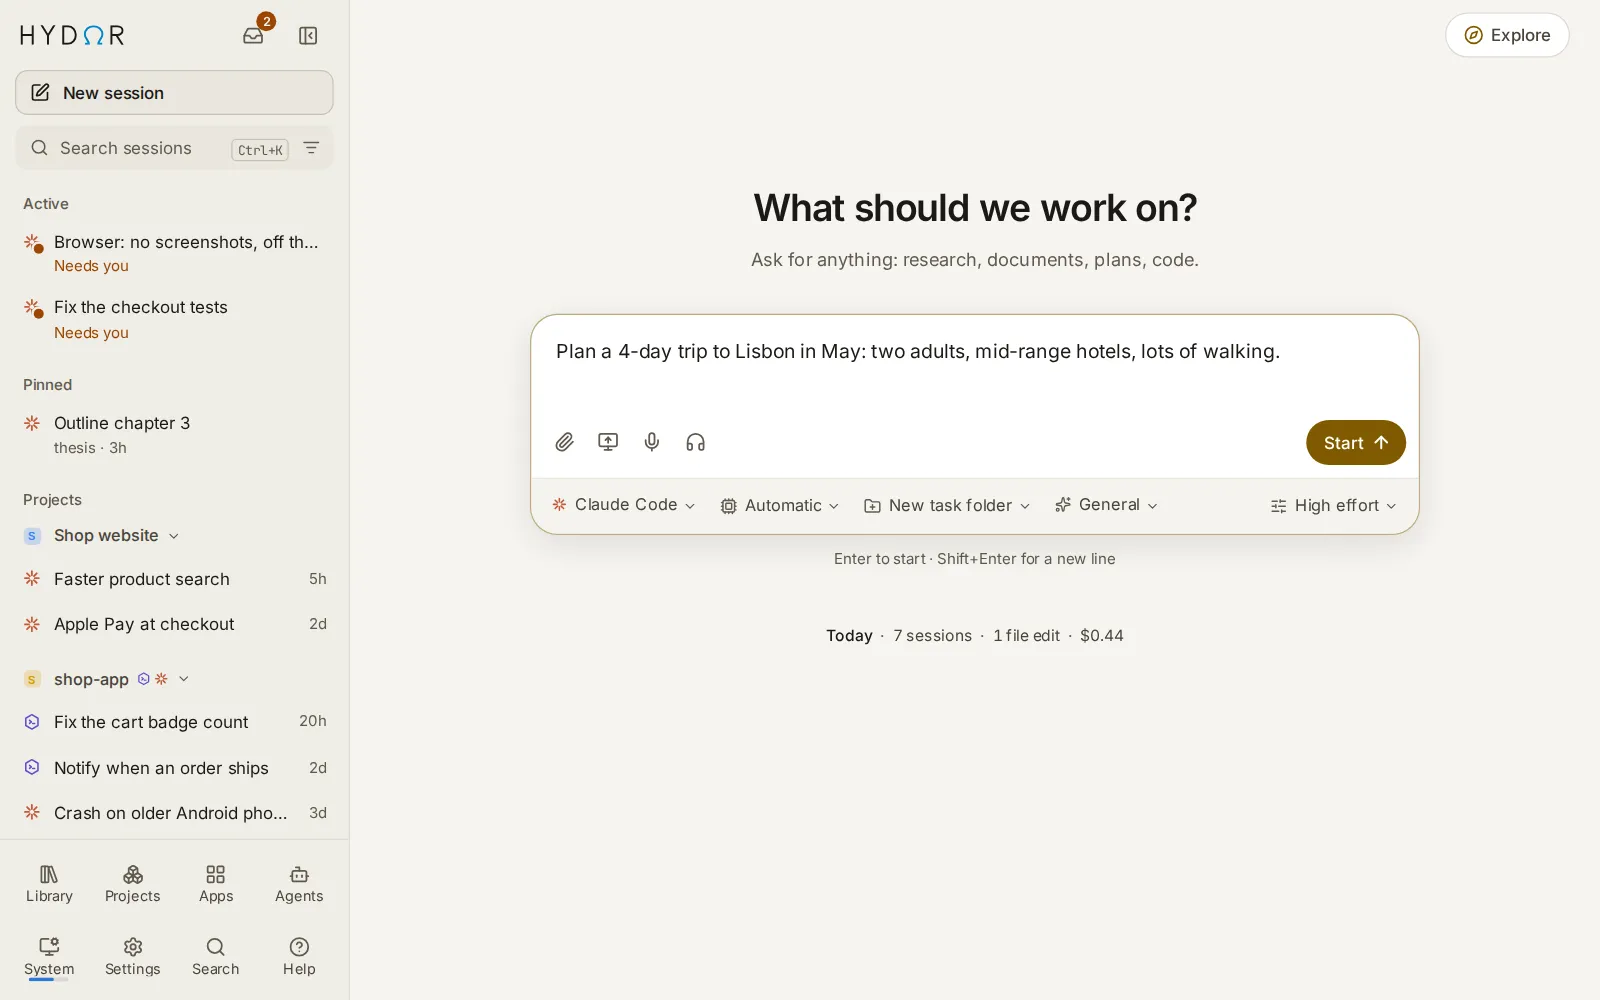 HYDΩR
2
New session
Search sessions Ctrl+K
Active
Browser: no screenshots, off th…
Needs you
Fix the checkout tests
Needs you
Pinned
Outline chapter 3
thesis · 3h
Projects
S Shop website
Faster product search 5h
Apple Pay at checkout 2d
S shop-app
Fix the cart badge count 20h
Notify when an order ships 2d
Crash on older Android pho… 3d
Library Projects Apps Agents
System Settings Search Help
Explore
What should we work on?
Ask for anything: research, documents, plans, code.
Plan a 4-day trip to Lisbon in May: two adults, mid-range hotels, lots of walking.
Start
Claude Code Automatic New task folder General High effort
Enter to start · Shift+Enter for a new line
Today · 7 sessions · 1 file edit · $0.44